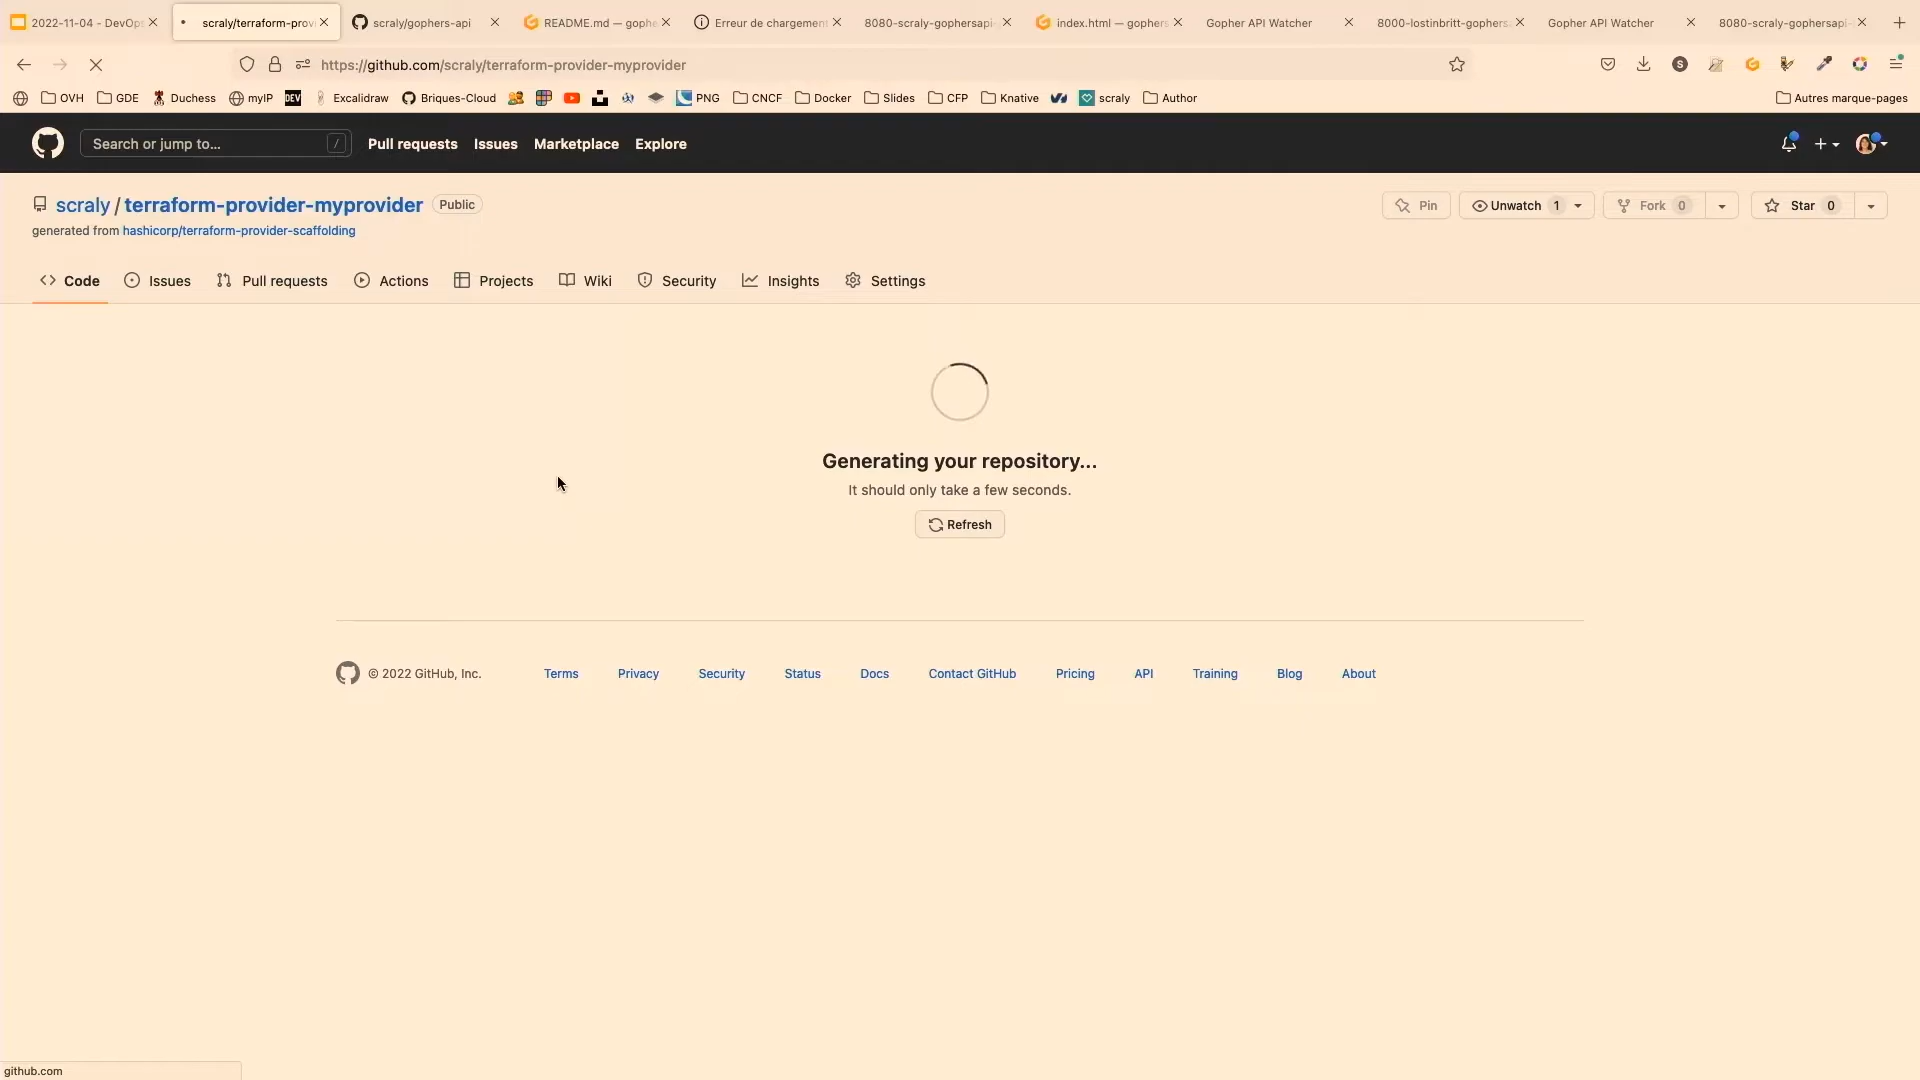 2022-11-04 - DevOps
scraly/terraform-prov
scraly/gophers-api
README.md — gophe
Erreur de chargement
8080-scraly-gophersapi-
index.html — gophers
Gopher API Watcher
8000-lostinbritt-gophers
Gopher API Watcher
8080-scraly-gophersapi-
https://github.com/scraly/terraform-provider-myprovider
S
OVH
GDE
Duchess
myIP
DEV
Excalidraw
Briques-Cloud
PNG
CNCF
Docker
Slides
CFP
Knative
scraly
Author
Autres marque-pages
Search or jump to...
/
Pull requests
Issues
Marketplace
Explore
scraly / terraform-provider-myprovider
Public
Pin
Unwatch 1
Fork 0
Star 0
generated from hashicorp/terraform-provider-scaffolding
Code
Issues
Pull requests
Actions
Projects
Wiki
Security
Insights
Settings
Generating your repository...
It should only take a few seconds.
Refresh
© 2022 GitHub, Inc.
Terms
Privacy
Security
Status
Docs
Contact GitHub
Pricing
API
Training
Blog
About
github.com